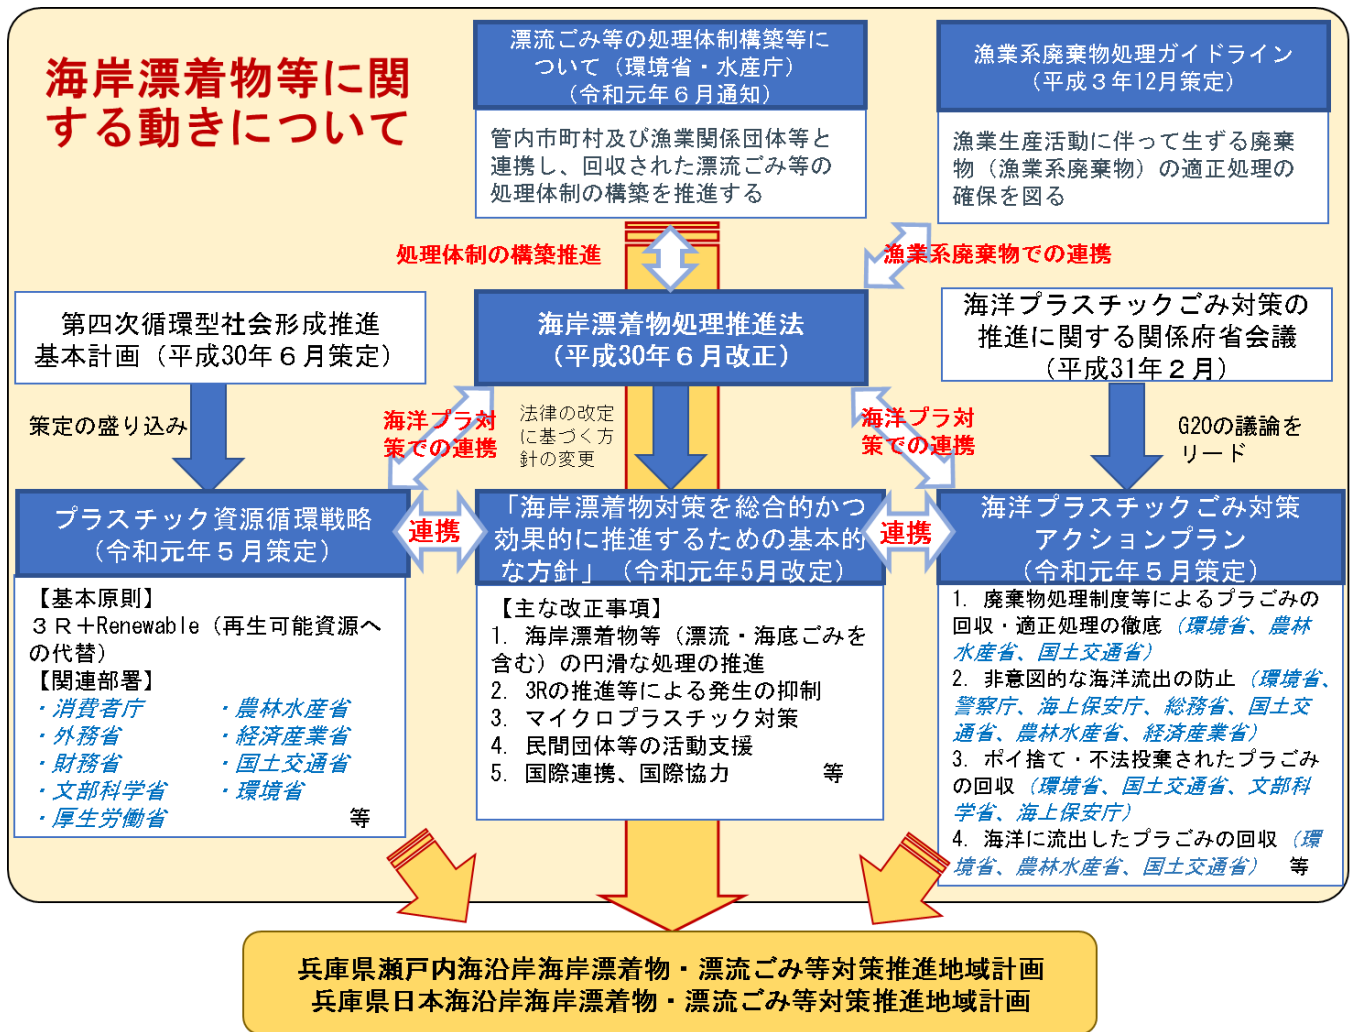 海岸漂着物等に関
する動きについて
漂流ごみ等の処理体制構築等に
ついて（環境省・水産庁）
（令和元年６月通知）
管内市町村及び漁業関係団体等と
連携し、回収された漂流ごみ等の
処理体制の構築を推進する
漁業系廃棄物処理ガイドライン
（平成３年12月策定）
漁業生産活動に伴って生ずる廃棄
物（漁業系廃棄物）の適正処理の
確保を図る
処理体制の構築推進
漁業系廃棄物での連携
第四次循環型社会形成推進
基本計画（平成30年６月策定）
海岸漂着物処理推進法
（平成30年６月改正）
海洋プラスチックごみ対策の
推進に関する関係府省会議
（平成31年２月）
策定の盛り込み
海洋プラ対
策での連携
法律の改定
に基づく方
針の変更
海洋プラ対
策での連携
G20の議論を
リード
プラスチック資源循環戦略
（令和元年５月策定）
連携
「海岸漂着物対策を総合的かつ
効果的に推進するための基本的
な方針」（令和元年5月改定）
連携
海洋プラスチックごみ対策
アクションプラン
（令和元年５月策定）
【基本原則】
３Ｒ＋Renewable（再生可能資源へ
の代替）
【関連部署】
・消費者庁　・農林水産省
・外務省　・経済産業省
・財務省　・国土交通省
・文部科学省　・環境省
・厚生労働省　等
【主な改正事項】
1. 海岸漂着物等（漂流・海底ごみを
含む）の円滑な処理の推進
2. 3Rの推進等による発生の抑制
3. マイクロプラスチック対策
4. 民間団体等の活動支援
5. 国際連携、国際協力　等
1. 廃棄物処理制度等によるプラごみの
回収・適正処理の徹底（環境省、農林
水産省、国土交通省）
2. 非意図的な海洋流出の防止（環境省、
警察庁、海上保安庁、総務省、国土交
通省、農林水産省、経済産業省）
3. ポイ捨て・不法投棄されたプラごみ
の回収（環境省、国土交通省、文部科
学省、海上保安庁）
4. 海洋に流出したプラごみの回収（環
境省、農林水産省、国土交通省）　等
兵庫県瀬戸内海沿岸海岸漂着物・漂流ごみ等対策推進地域計画
兵庫県日本海沿岸海岸漂着物・漂流ごみ等対策推進地域計画